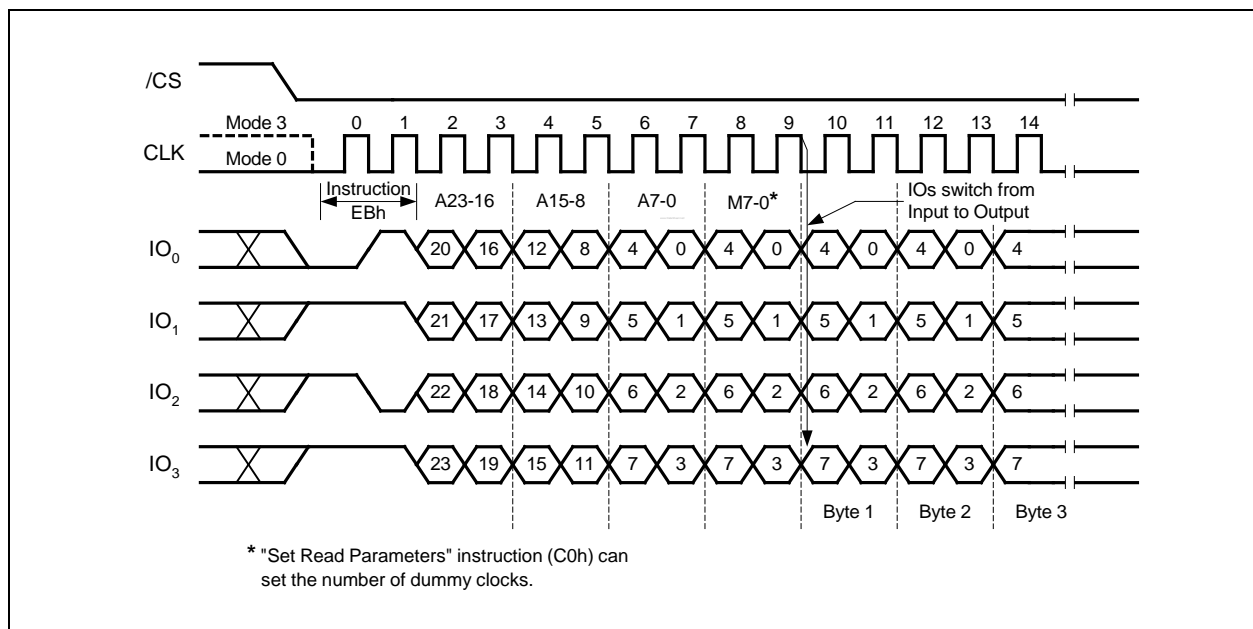 /CS
Mode 3 0 1 2 3 4 5 6 7 8 9 10 11 12 13 14
CLK Mode 0
Instruction A23-16 A15-8 A7-0 M7-0* IOs switch from
EBh Input to Output
IO0 20 16 12 8 4 0 4 0 4 0 4 0 4
IO1 21 17 13 9 5 1 5 1 5 1 5 1 5
IO2 22 18 14 10 6 2 6 2 6 2 6 2 6
IO3 23 19 15 11 7 3 7 3 7 3 7 3 7
Byte 1 Byte 2 Byte 3
* "Set Read Parameters" instruction (C0h) can
set the number of dummy clocks.